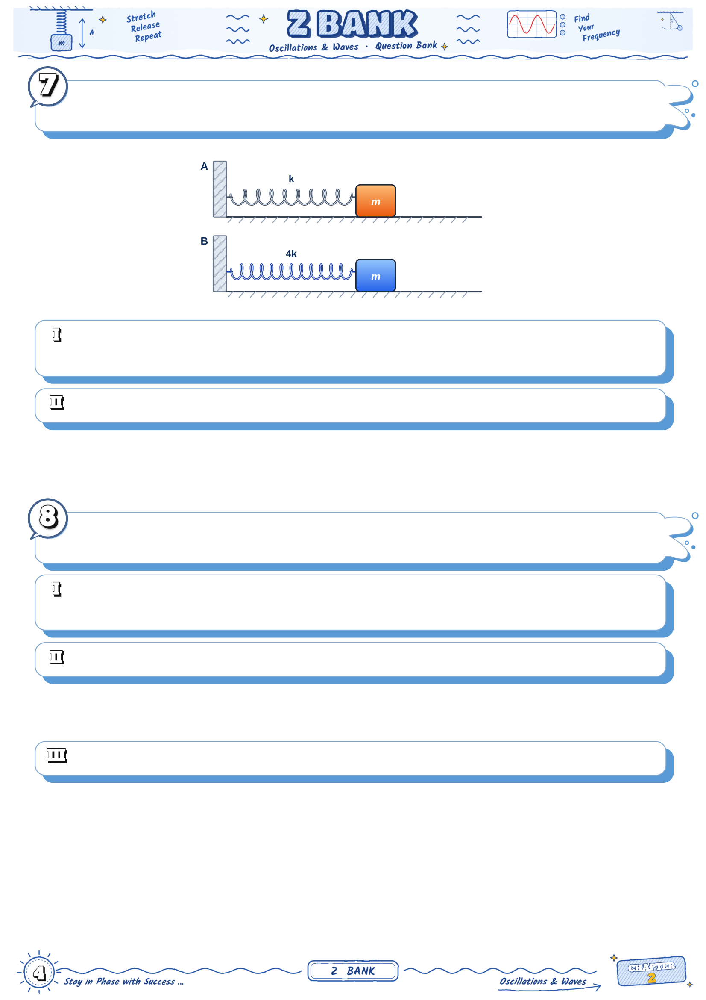 m
A
Stretch
Release
Repeat
Z BANK
Oscillations & Waves · Question Bank
Find
Your
Frequency
θ
7
A
k
m
B
4k
m
I
II
8
I
II
III
4
Stay in Phase with Success ...
Z BANK
Oscillations & Waves
CHAPTER
2